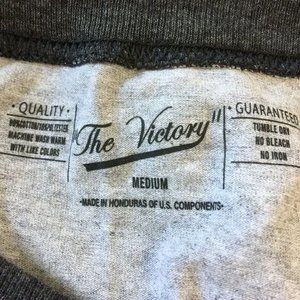 · QUALITY ·
MACHINE WASH WARM
WITH LIKE COLORS
The Victory"
MEDIUM
·MADE IN HONDURAS OF U.S. COMPONENTS·
· GUARANTEED
TUMBLE DRY
NO BLEACH
NO IRON